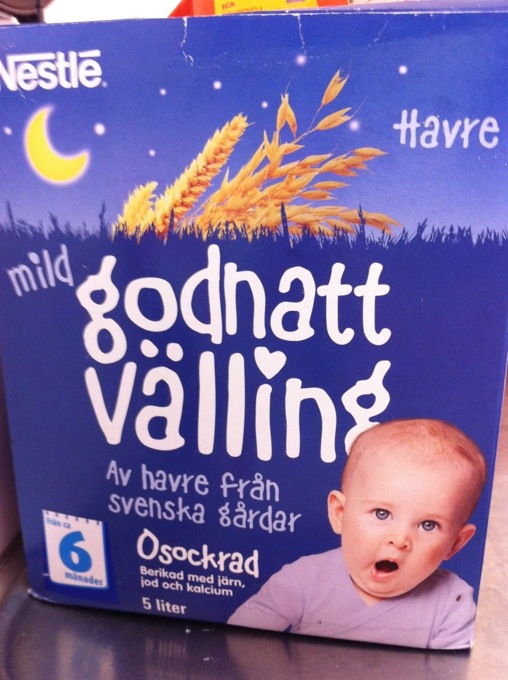 Nestlé
Havre
mild
godnatt
välling
Av havre från
svenska gårdar
från ca
6
månader
Osockrad
Berikad med järn,
jod och kalcium
5 liter